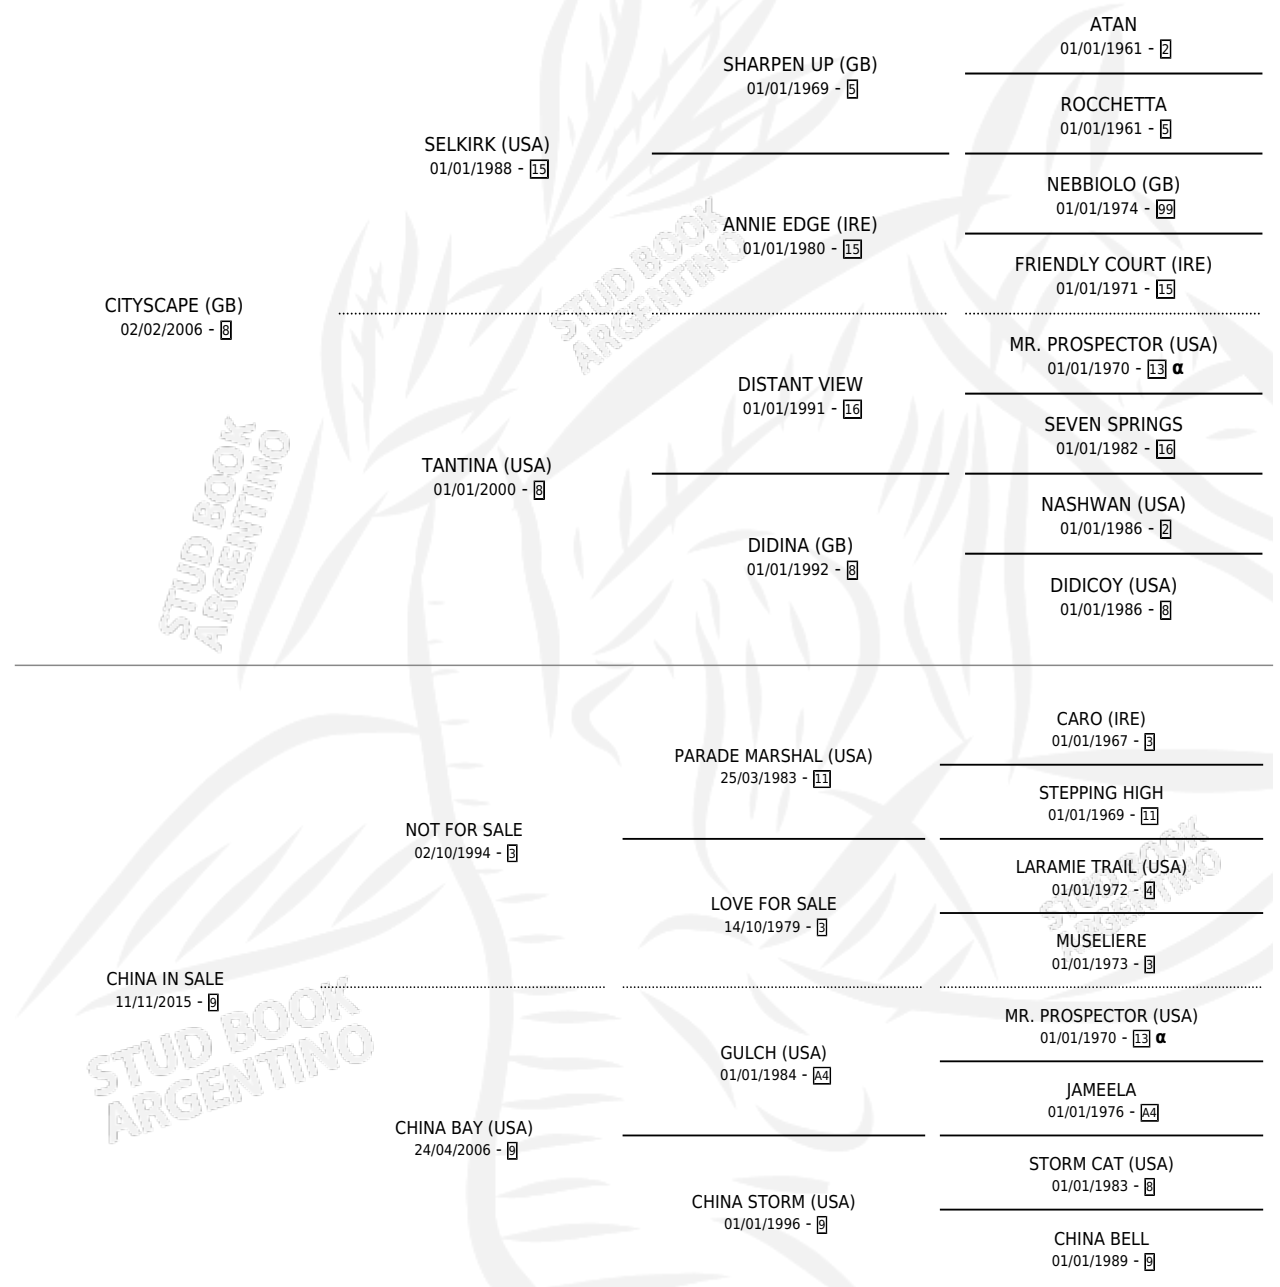 ATAN
01/01/1961 - 2
SHARPEN UP (GB)
01/01/1969 - 5
ROCCHETTA
01/01/1961 - 5
SELKIRK (USA)
01/01/1988 - 15
NEBBIOLO (GB)
01/01/1974 - 99
ANNIE EDGE (IRE)
01/01/1980 - 15
FRIENDLY COURT (IRE)
01/01/1971 - 15
CITYSCAPE (GB)
02/02/2006 - 8
MR. PROSPECTOR (USA)
01/01/1970 - 13 α
DISTANT VIEW
01/01/1991 - 16
SEVEN SPRINGS
01/01/1982 - 16
TANTINA (USA)
01/01/2000 - 8
NASHWAN (USA)
01/01/1986 - 2
DIDINA (GB)
01/01/1992 - 8
DIDICOY (USA)
01/01/1986 - 8
STUD BOOK
ARGENTINO
STUD BOOK
ARGENTINO
CARO (IRE)
01/01/1967 - 3
PARADE MARSHAL (USA)
25/03/1983 - 11
STEPPING HIGH
01/01/1969 - 11
NOT FOR SALE
02/10/1994 - 3
LARAMIE TRAIL (USA)
01/01/1972 - 4
LOVE FOR SALE
14/10/1979 - 3
MUSELIERE
01/01/1973 - 3
CHINA IN SALE
11/11/2015 - 9
MR. PROSPECTOR (USA)
01/01/1970 - 13 α
GULCH (USA)
01/01/1984 - A4
JAMEELA
01/01/1976 - A4
CHINA BAY (USA)
24/04/2006 - 9
STORM CAT (USA)
01/01/1983 - 8
CHINA STORM (USA)
01/01/1996 - 9
CHINA BELL
01/01/1989 - 9
STUD BOOK
ARGENTINO
STUD BOOK
ARGENTINO